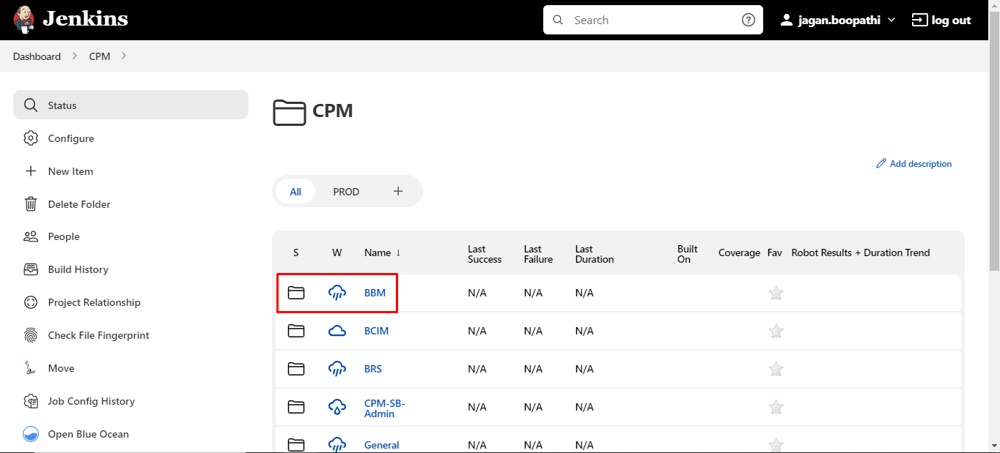 Jenkins
Search
jagan.boopathi
log out
Dashboard > CPM >
Status
Configure
New Item
Delete Folder
People
Build History
Project Relationship
Check File Fingerprint
Move
Job Config History
Open Blue Ocean
CPM
Add description
All PROD +
S W Name ↓ Last Success Last Failure Last Duration Built On Coverage Fav Robot Results + Duration Trend
BBM N/A N/A N/A
BCIM N/A N/A N/A
BRS N/A N/A N/A
CPM-SB-Admin N/A N/A N/A
General N/A N/A N/A